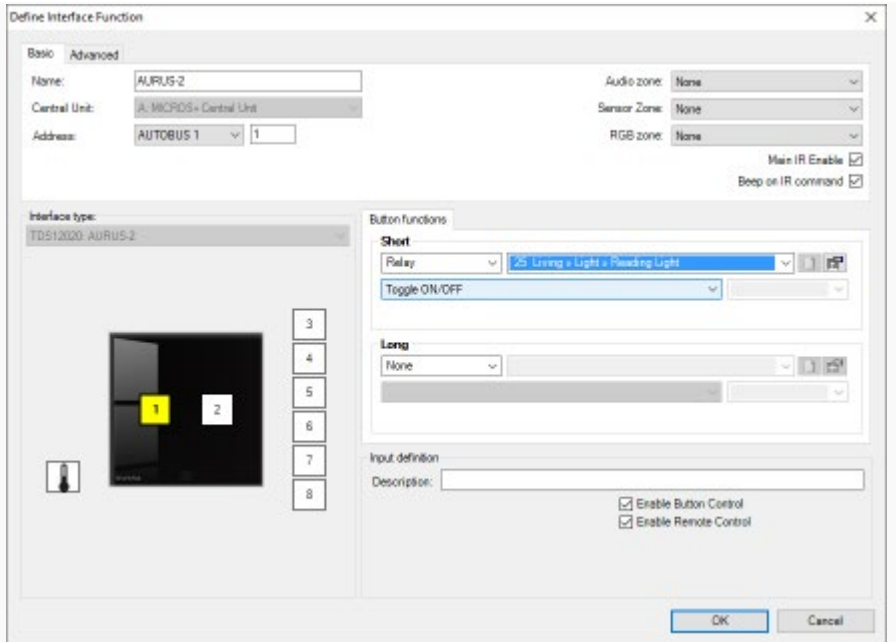 Define Interface Function
Basic Advanced
Name: AURUS-2 Audio zone: None
Central Unit: A: MICROS+ Central Unit Sensor Zone: None
Address: AUTOBUS 1 1 RGB zone: None
Main IR Enable
Beep on IR command
Interface type:
TDS12020: AURUS-2
Button functions
Short
Relay 25: Living » Light » Reading Light
Toggle ON/OFF
Long
None
1
2
3
4
5
6
7
8
Input definition
Description:
Enable Button Control
Enable Remote Control
OK Cancel